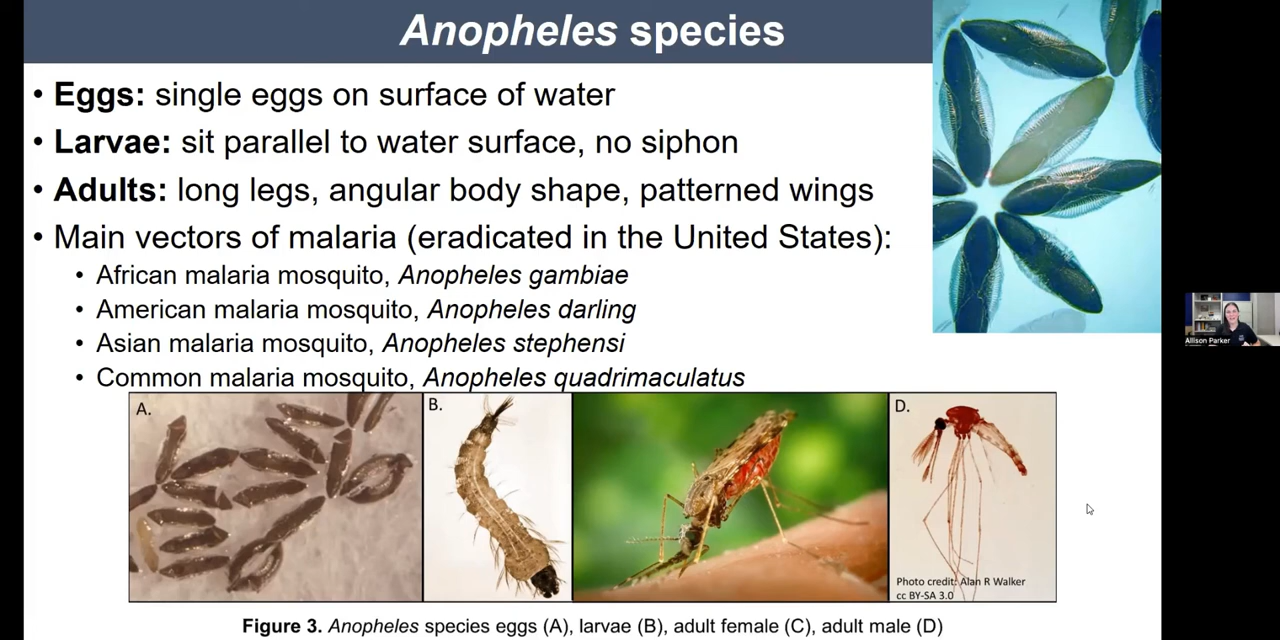 Anopheles species
• Eggs: single eggs on surface of water
• Larvae: sit parallel to water surface, no siphon
• Adults: long legs, angular body shape, patterned wings
• Main vectors of malaria (eradicated in the United States):
• African malaria mosquito, Anopheles gambiae
• American malaria mosquito, Anopheles darling
• Asian malaria mosquito, Anopheles stephensi
• Common malaria mosquito, Anopheles quadrimaculatus
A.
B.
D.
Photo credit: Alan R Walker
cc BY-SA 3.0
Figure 3. Anopheles species eggs (A), larvae (B), adult female (C), adult male (D)
Allison Parker